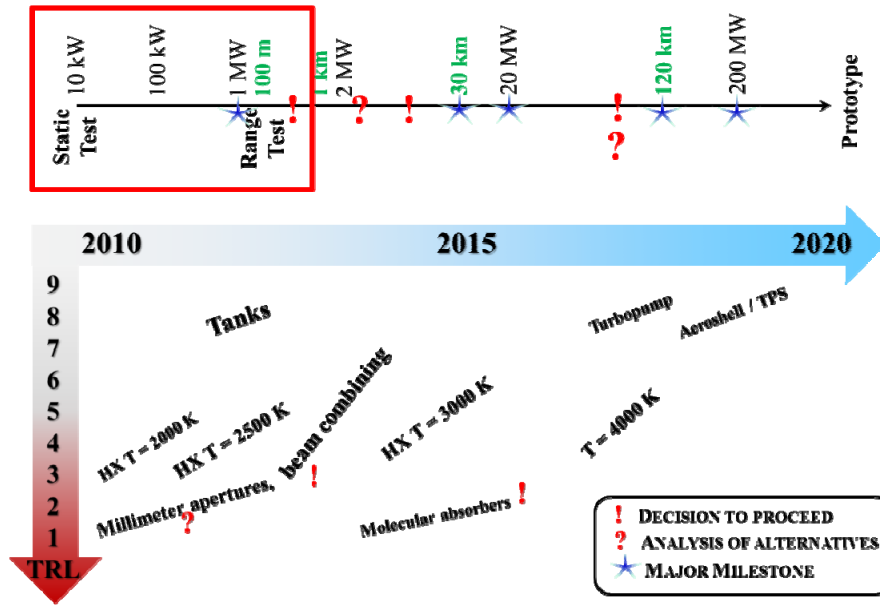 10 kW
100 kW
1 MW
100 m
1 km
2 MW
30 km
20 MW
120 km
200 MW
!
?
!
!
?
Static
Test
Range
Test
Prototype
2010
2015
2020
9
8
7
6
5
4
3
2
1
TRL
Tanks
Turbopump
Aeroshell / TPS
HX T = 2000 K
HX T = 2500 K
Millimeter apertures, beam combining
HX T = 3000 K
T = 4000 K
Molecular absorbers
!
?
!
! DECISION TO PROCEED
? ANALYSIS OF ALTERNATIVES
MAJOR MILESTONE